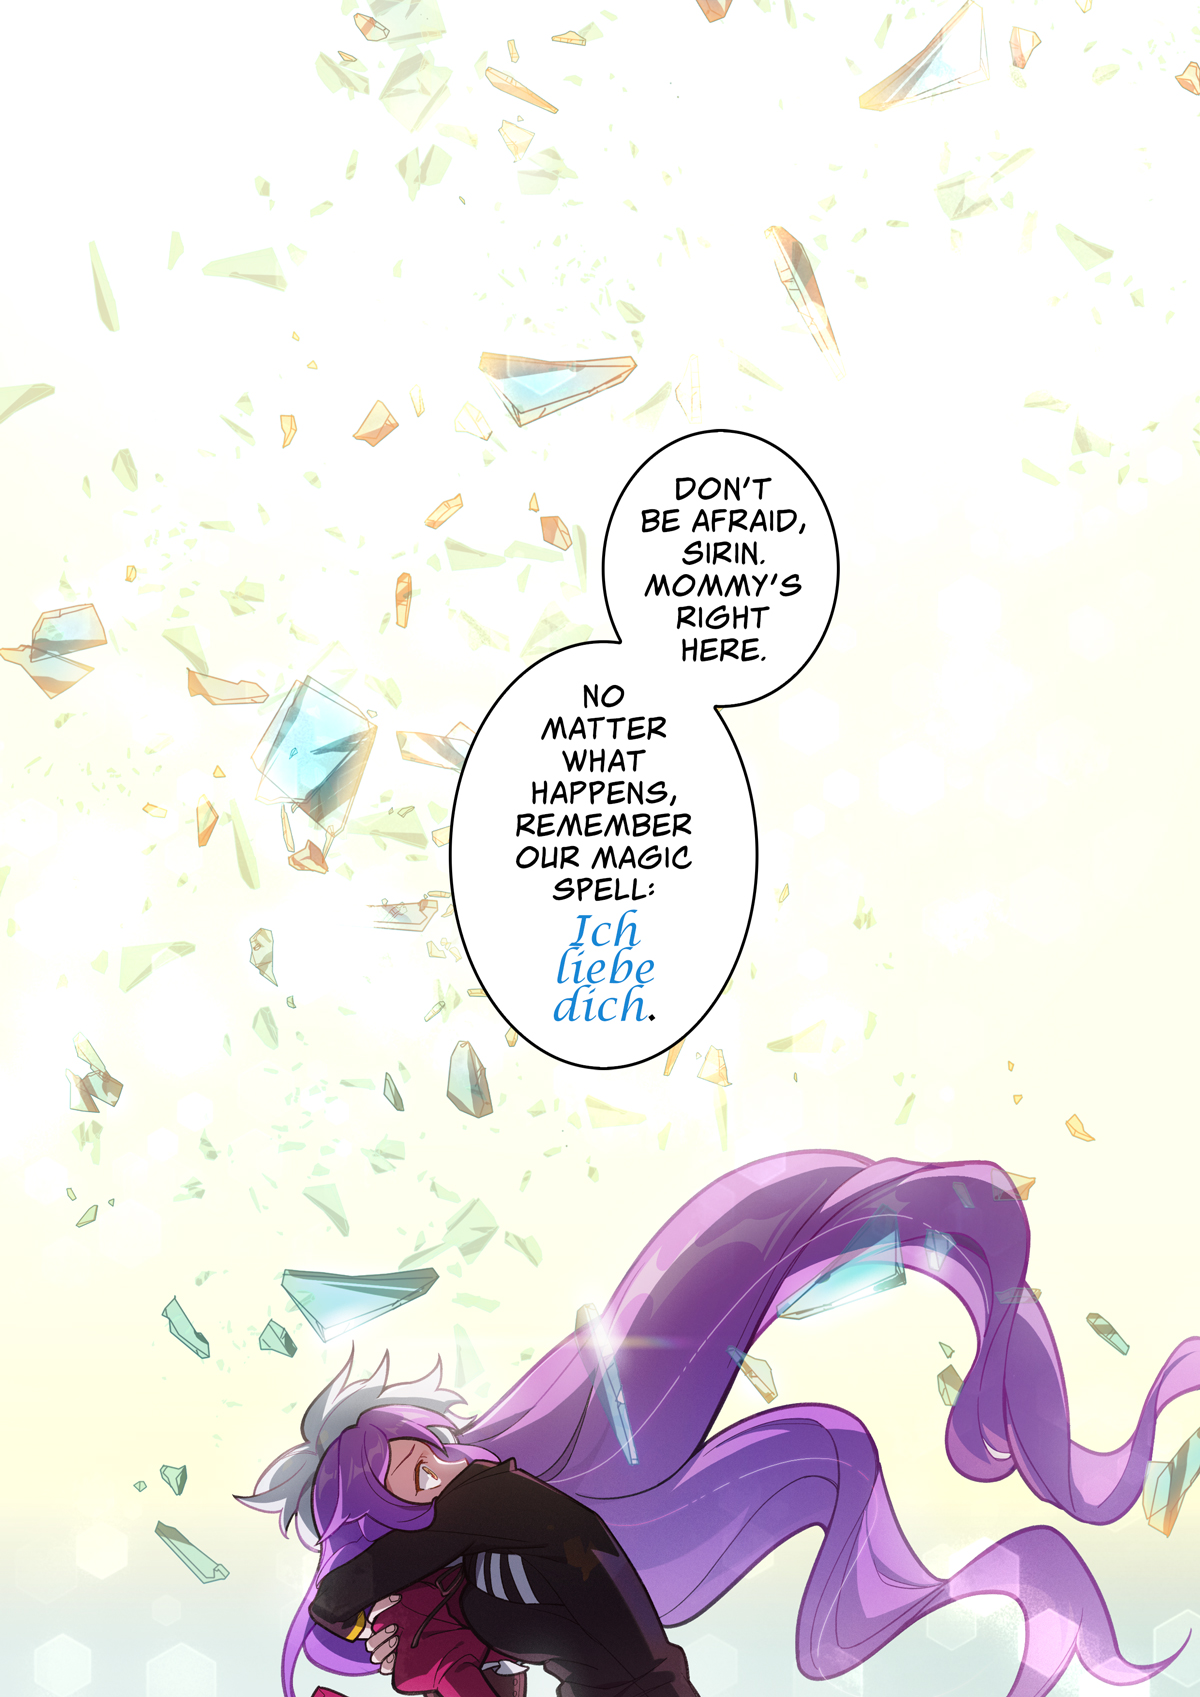 DON'T
BE AFRAID,
SIRIN.
MOMMY'S
RIGHT
HERE.
NO
MATTER
WHAT
HAPPENS,
REMEMBER
OUR MAGIC
SPELL:
Ich
liebe
dich.